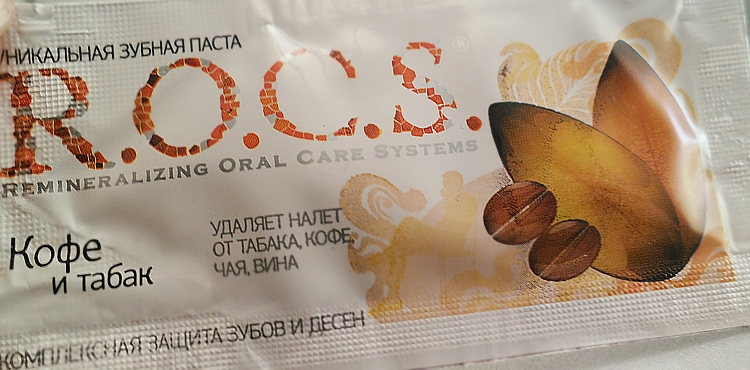 УНИКАЛЬНАЯ ЗУБНАЯ ПАСТА
R.O.C.S.®
REMINERALIZING ORAL CARE SYSTEMS
Кофе
и табак
УДАЛЯЕТ НАЛЕТ
ОТ ТАБАКА, КОФЕ,
ЧАЯ, ВИНА
КОМПЛЕКСНАЯ ЗАЩИТА ЗУБОВ И ДЕСЕН